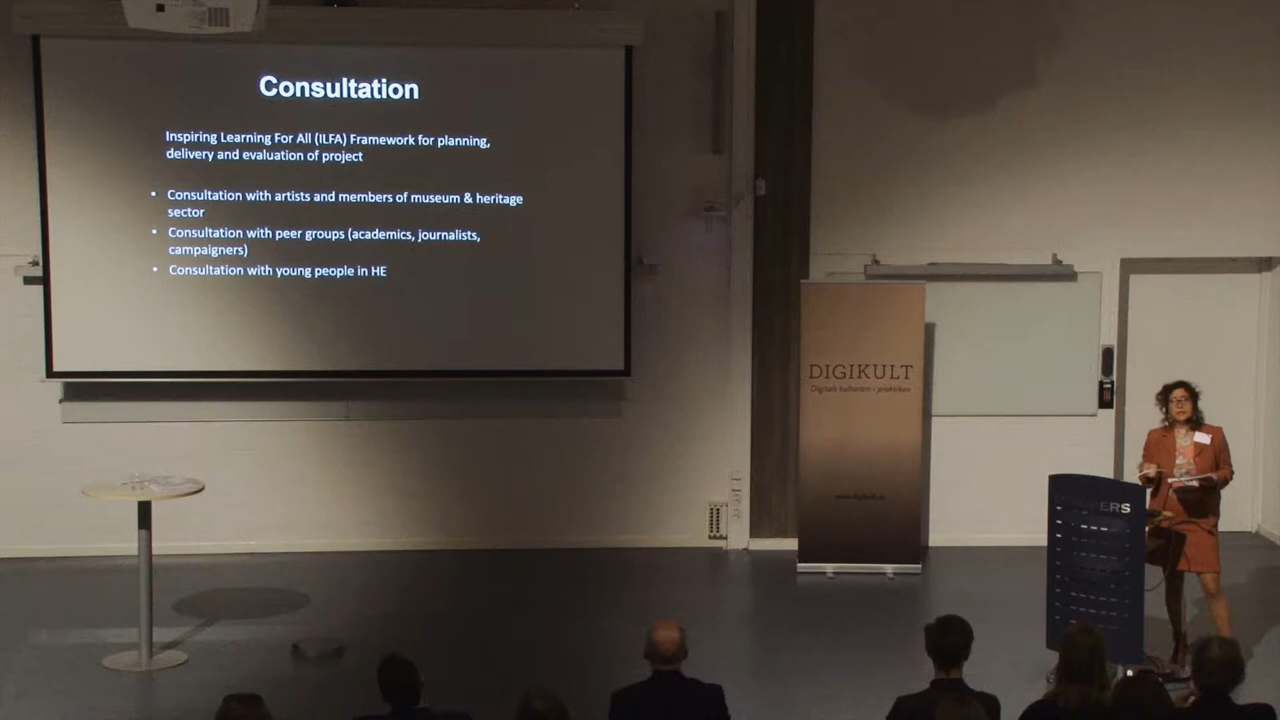 Consultation
Inspiring Learning For All (ILFA) Framework for planning,
delivery and evaluation of project
• Consultation with artists and members of museum & heritage
sector
• Consultation with peer groups (academics, journalists,
campaigners)
• Consultation with young people in HE
DIGIKULT
Digitalt kulturarv i praktiken